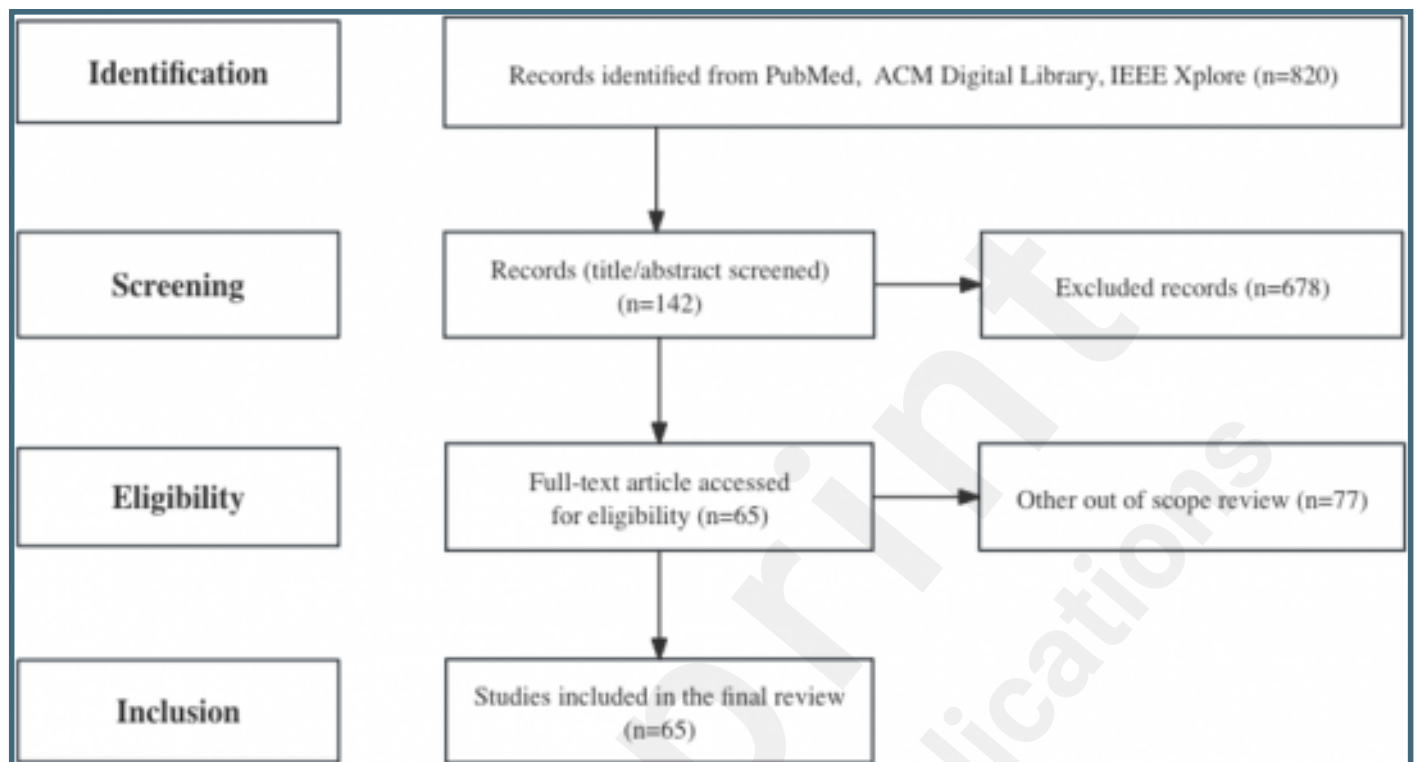 Identification
Records identified from PubMed, ACM Digital Library, IEEE Xplore (n=820)
Screening
Records (title/abstract screened)
(n=142)
Excluded records (n=678)
Eligibility
Full-text article accessed
for eligibility (n=65)
Other out of scope review (n=77)
Inclusion
Studies included in the final review
(n=65)
print
lications